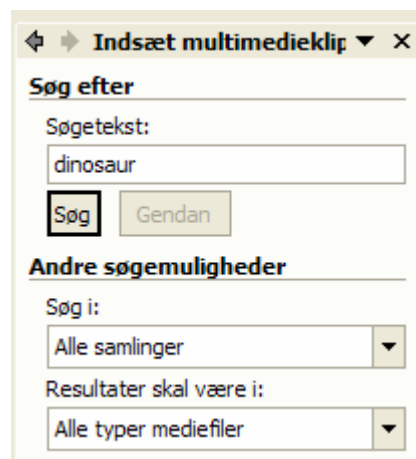 Indsæt multimedieklip
Søg efter
Søgetekst:
dinosaur
Søg
Gendan
Andre søgemuligheder
Søg i:
Alle samlinger
Resultater skal være i:
Alle typer mediefiler